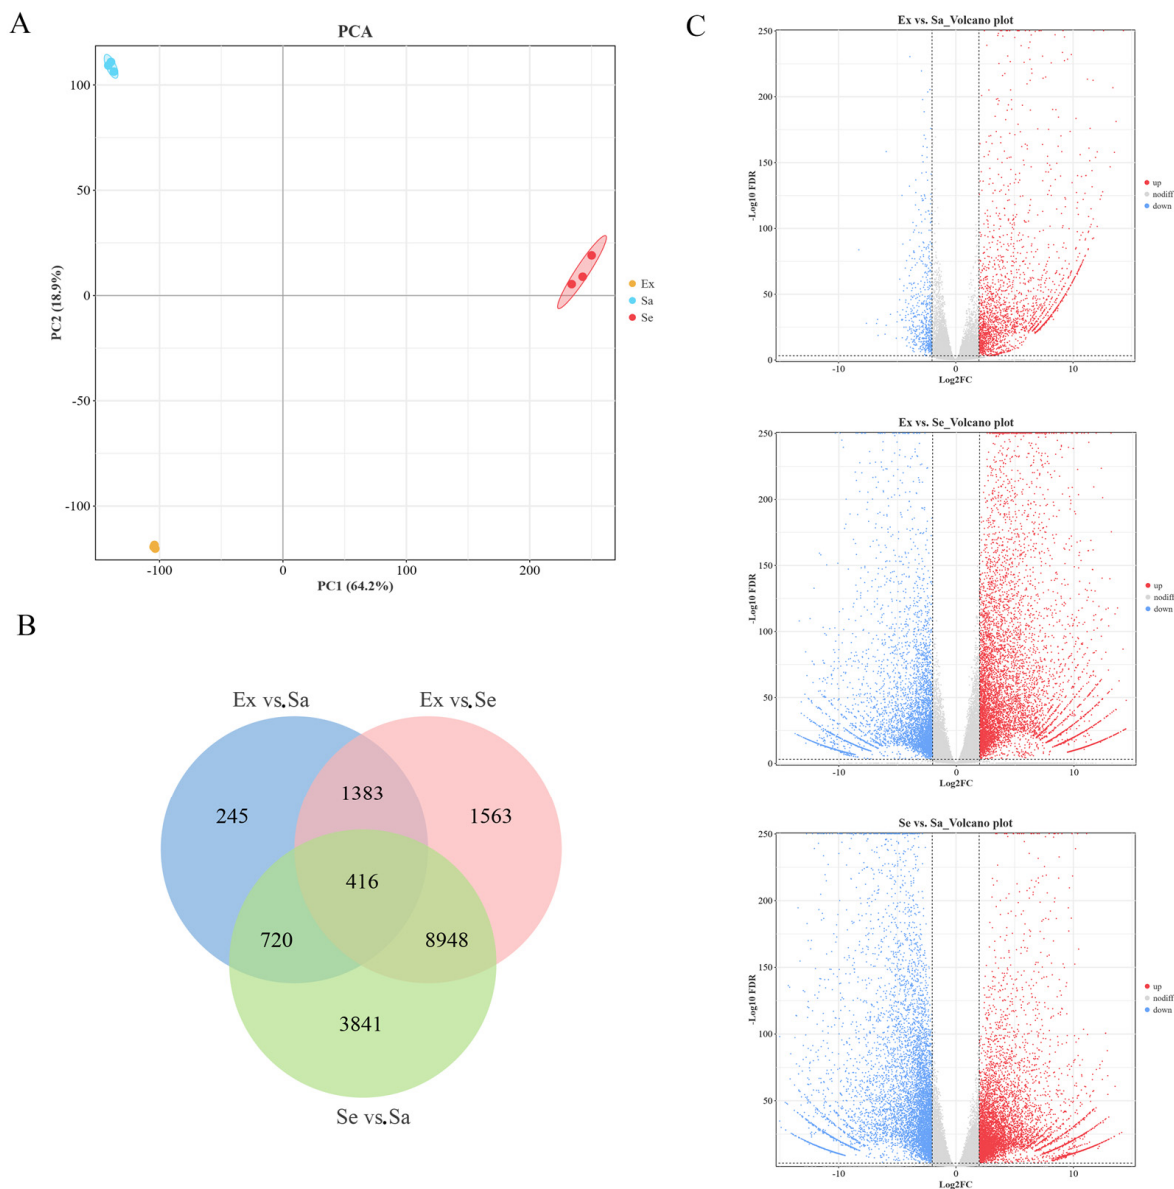 A
PCA
100
50
0
-50
-100
-100
0
100
200
PC2 (18.9%)
PC1 (64.2%)
Ex
Sa
Se
B
Ex vs.Sa
Ex vs.Se
245
1383
1563
416
720
8948
3841
Se vs.Sa
C
Ex vs. Sa_Volcano plot
250
200
150
100
50
0
-10
0
10
-Log10 FDR
Log2FC
up
nodiff
down
Ex vs. Se_Volcano plot
250
200
150
100
50
0
-10
0
10
-Log10 FDR
Log2FC
up
nodiff
down
Se vs. Sa_Volcano plot
250
200
150
100
50
-10
0
10
-Log10 FDR
Log2FC
up
nodiff
down